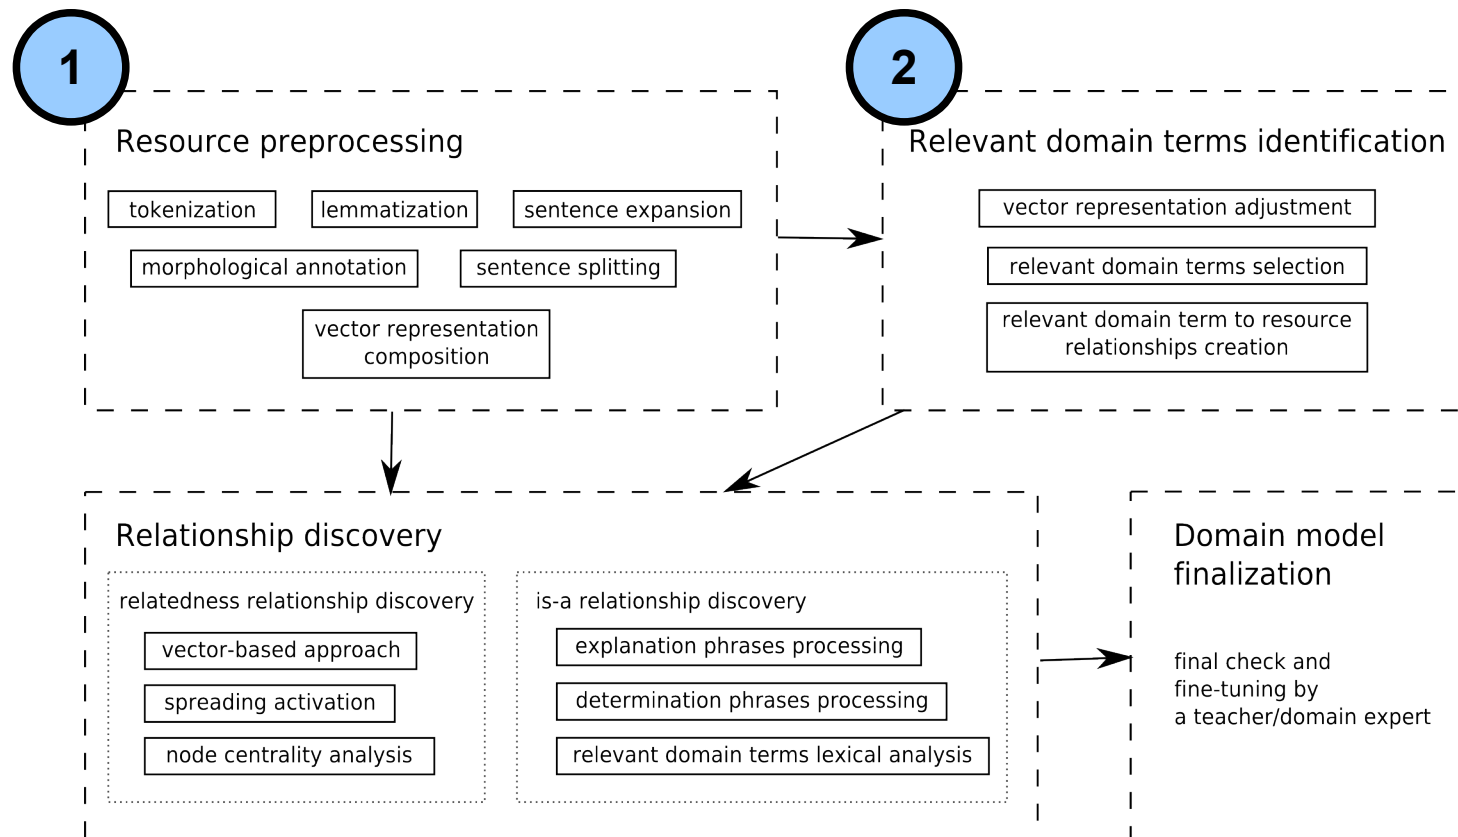 1
Resource preprocessing
tokenization
lemmatization
sentence expansion
morphological annotation
sentence splitting
vector representation
composition
2
Relevant domain terms identification
vector representation adjustment
relevant domain terms selection
relevant domain term to resource
relationships creation
Relationship discovery
relatedness relationship discovery
vector-based approach
spreading activation
node centrality analysis
is-a relationship discovery
explanation phrases processing
determination phrases processing
relevant domain terms lexical analysis
Domain model
finalization
final check and
fine-tuning by
a teacher/domain expert